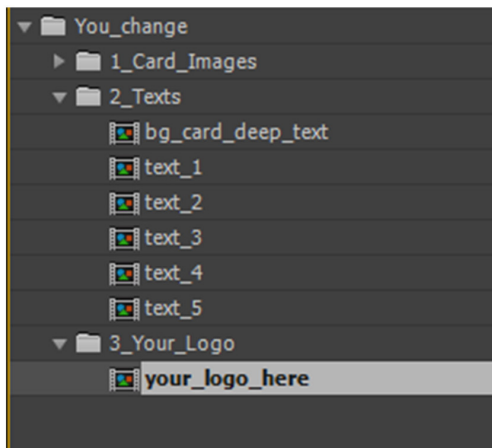 You_change
1_Card_Images
2_Texts
bg_card_deep_text
text_1
text_2
text_3
text_4
text_5
3_Your_Logo
your_logo_here